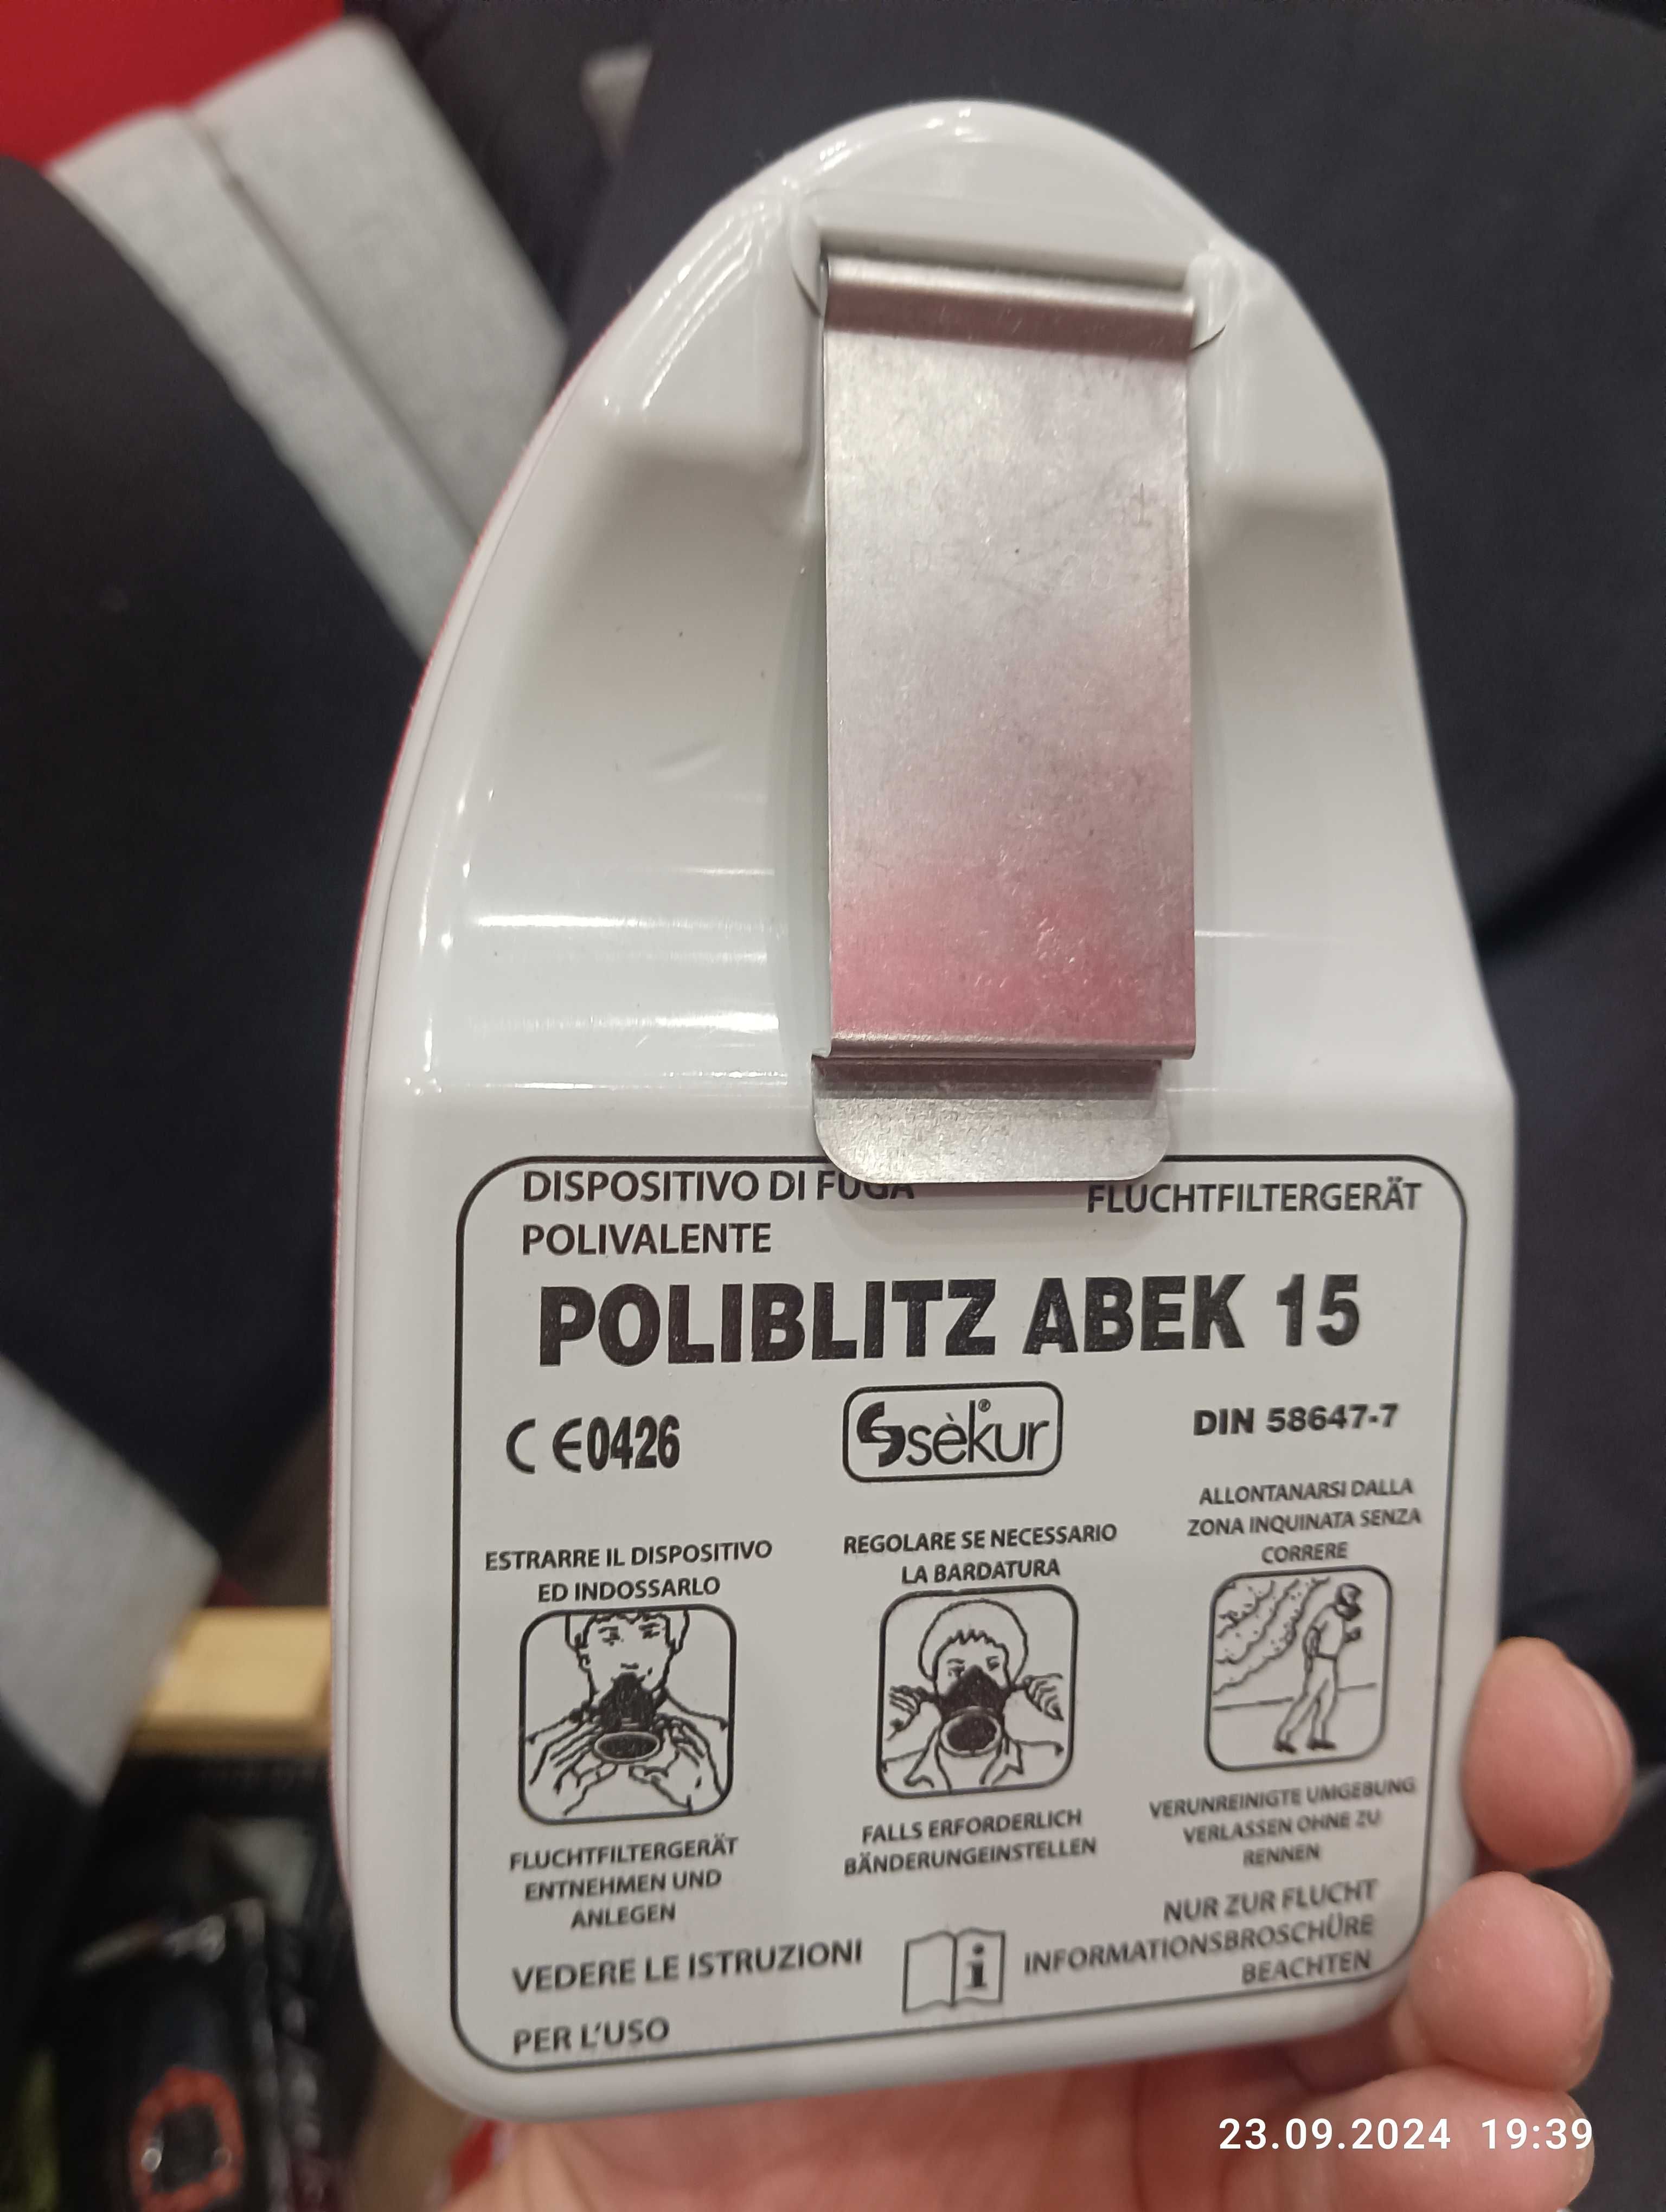 DISPOSITIVO DI FUGA
POLIVALENTE
FLUCHTFILTERGERÄT
POLIBLITZ ABEK 15
CE0426
sèkur®
DIN 58647-7
ESTRARRE IL DISPOSITIVO
ED INDOSSARLO
REGOLARE SE NECESSARIO
LA BARDATURA
ALLONTANARSI DALLA
ZONA INQUINATA SENZA
CORRERE
FLUCHTFILTERGERÄT
ENTNEHMEN UND
ANLEGEN
FALLS ERFORDERLICH
BÄNDERUNGEINSTELLEN
VERUNREINIGTE UMGEBUNG
VERLASSEN OHNE ZU
RENNEN
VEDERE LE ISTRUZIONI
PER L'USO
i
NUR ZUR FLUCHT
INFORMATIONSBROSCHÜRE
BEACHTEN
23.09.2024 19:39